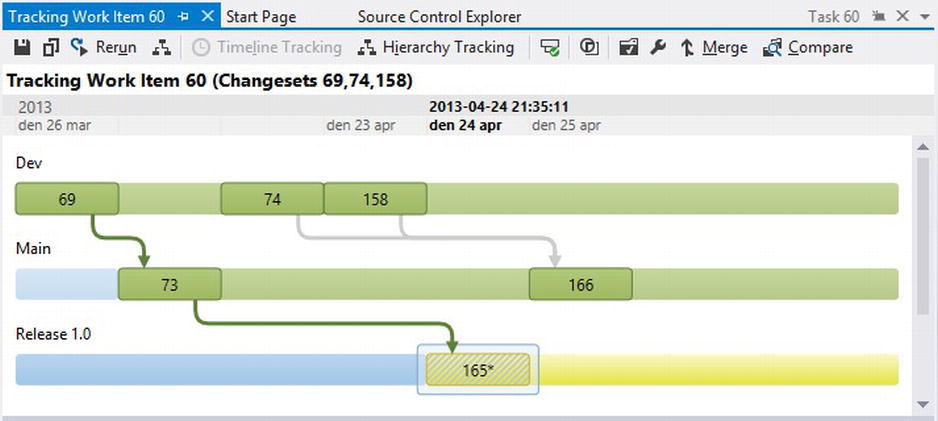 Tracking Work Item 60 Start Page Source Control Explorer Task 60
Rerun Timeline Tracking Hierarchy Tracking Merge Compare
Tracking Work Item 60 (Changesets 69,74,158)
2013 2013-04-24 21:35:11
den 26 mar den 23 apr den 24 apr den 25 apr
Dev
69 74 158
Main
73 166
Release 1.0
165*